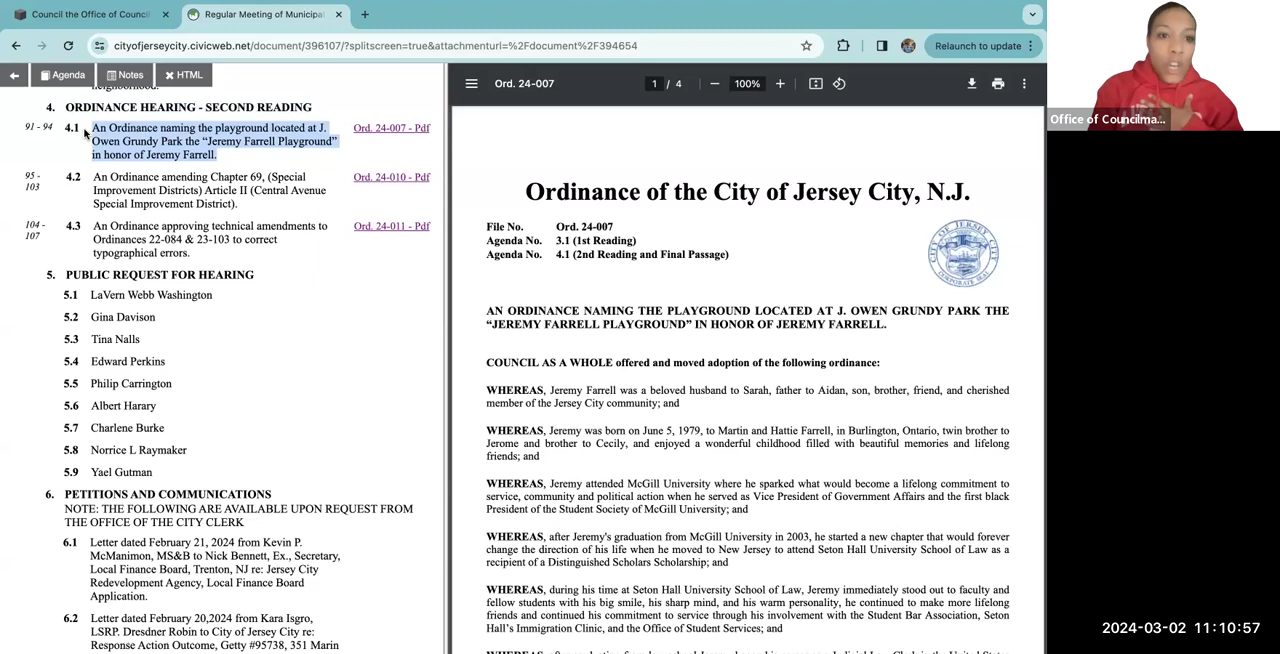 Council the Office of Counci
Regular Meeting of Municipa
cityofjerseycity.civicweb.net/document/396107/?splitscreen=true&attachmenturl=%2Fdocument%2F394654
Relaunch to update
Agenda
Notes
HTML
neighborhood.
4. ORDINANCE HEARING - SECOND READING
91 - 94
4.1 An Ordinance naming the playground located at J.
Owen Grundy Park the “Jeremy Farrell Playground”
in honor of Jeremy Farrell.
Ord. 24-007 - Pdf
95 -
103
4.2 An Ordinance amending Chapter 69, (Special
Improvement Districts) Article II (Central Avenue
Special Improvement District).
Ord. 24-010 - Pdf
104 -
107
4.3 An Ordinance approving technical amendments to
Ordinances 22-084 & 23-103 to correct
typographical errors.
Ord. 24-011 - Pdf
5. PUBLIC REQUEST FOR HEARING
5.1 LaVern Webb Washington
5.2 Gina Davison
5.3 Tina Nalls
5.4 Edward Perkins
5.5 Philip Carrington
5.6 Albert Harary
5.7 Charlene Burke
5.8 Norrice L Raymaker
5.9 Yael Gutman
6. PETITIONS AND COMMUNICATIONS
NOTE: THE FOLLOWING ARE AVAILABLE UPON REQUEST FROM
THE OFFICE OF THE CITY CLERK
6.1 Letter dated February 21, 2024 from Kevin P.
McManimon, MS&B to Nick Bennett, Ex., Secretary,
Local Finance Board, Trenton, NJ re: Jersey City
Redevelopment Agency, Local Finance Board
Application.
6.2 Letter dated February 20,2024 from Kara Isgro,
LSRP. Dresdner Robin to City of Jersey City re:
Response Action Outcome, Getty #95738, 351 Marin
Ord. 24-007
1 / 4
100%
Ordinance of the City of Jersey City, N.J.
File No. Ord. 24-007
Agenda No. 3.1 (1st Reading)
Agenda No. 4.1 (2nd Reading and Final Passage)
CITY OF JERSEY CITY
CORPORATE SEAL
AN ORDINANCE NAMING THE PLAYGROUND LOCATED AT J. OWEN GRUNDY PARK THE
“JEREMY FARRELL PLAYGROUND” IN HONOR OF JEREMY FARRELL.
COUNCIL AS A WHOLE offered and moved adoption of the following ordinance:
WHEREAS, Jeremy Farrell was a beloved husband to Sarah, father to Aidan, son, brother, friend, and cherished
member of the Jersey City community; and
WHEREAS, Jeremy was born on June 5, 1979, to Martin and Hattie Farrell, in Burlington, Ontario, twin brother to
Jerome and brother to Cecily, and enjoyed a wonderful childhood filled with beautiful memories and lifelong
friends; and
WHEREAS, Jeremy attended McGill University where he sparked what would become a lifelong commitment to
service, community and political action when he served as Vice President of Government Affairs and the first black
President of the Student Society of McGill University; and
WHEREAS, after Jeremy's graduation from McGill University in 2003, he started a new chapter that would forever
change the direction of his life when he moved to New Jersey to attend Seton Hall University School of Law as a
recipient of a Distinguished Scholars Scholarship; and
WHEREAS, during his time at Seton Hall University School of Law, Jeremy immediately stood out to faculty and
fellow students with his big smile, his sharp mind, and his warm personality, he continued to make more lifelong
friends and continued his commitment to service through his involvement with the Student Bar Association, Seton
Hall’s Immigration Clinic, and the Office of Student Services; and
Office of Councilma...
2024-03-02 11:10:57